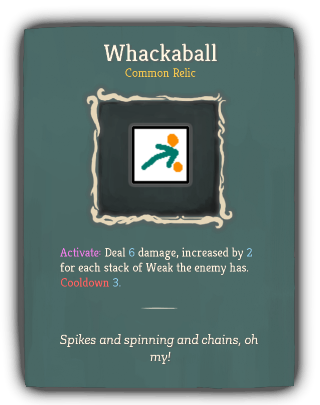 Whackaball
Common Relic
Activate: Deal 6 damage, increased by 2
for each stack of Weak the enemy has.
Cooldown 3.
Spikes and spinning and chains, oh
my!